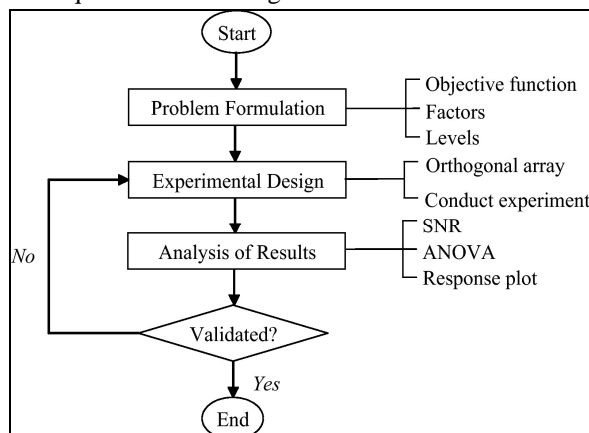 Start
Problem Formulation
Objective function
Factors
Levels
Experimental Design
Orthogonal array
Conduct experiment
Analysis of Results
SNR
ANOVA
Response plot
No
Validated?
Yes
End